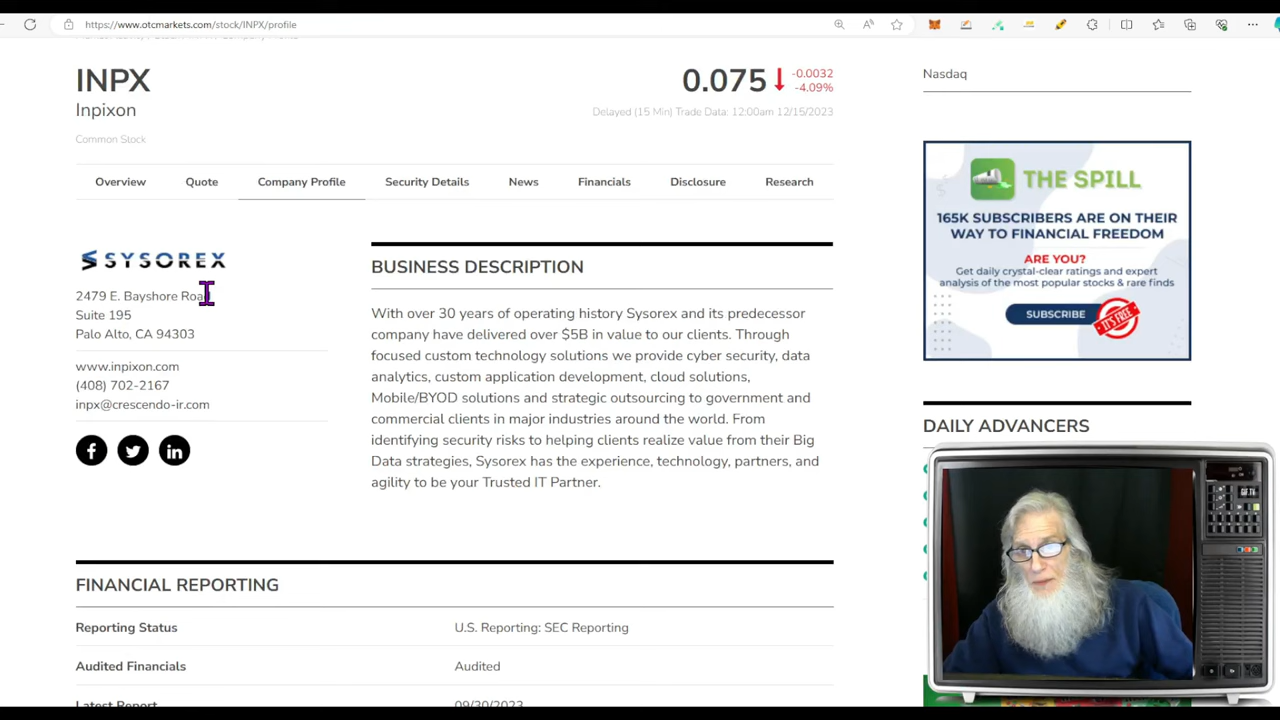 https://www.otcmarkets.com/stock/INPX/profile
INPX
Inpixon
Common Stock
0.075
-0.0032
-4.09%
Delayed (15 Min) Trade Data: 12:00am 12/15/2023
Overview
Quote
Company Profile
Security Details
News
Financials
Disclosure
Research
SYSOREX
2479 E. Bayshore Road
Suite 195
Palo Alto, CA 94303
www.inpixon.com
(408) 702-2167
inpx@crescendo-ir.com
BUSINESS DESCRIPTION
With over 30 years of operating history Sysorex and its predecessor
company have delivered over $5B in value to our clients. Through
focused custom technology solutions we provide cyber security, data
analytics, custom application development, cloud solutions,
Mobile/BYOD solutions and strategic outsourcing to government and
commercial clients in major industries around the world. From
identifying security risks to helping clients realize value from their Big
Data strategies, Sysorex has the experience, technology, partners, and
agility to be your Trusted IT Partner.
FINANCIAL REPORTING
Reporting Status
U.S. Reporting: SEC Reporting
Audited Financials
Audited
Latest Report
09/30/2023
Nasdaq
THE SPILL
165K SUBSCRIBERS ARE ON THEIR
WAY TO FINANCIAL FREEDOM
ARE YOU?
Get daily crystal-clear ratings and expert
analysis of the most popular stocks & rare finds
SUBSCRIBE
IT'S FREE
DAILY ADVANCERS